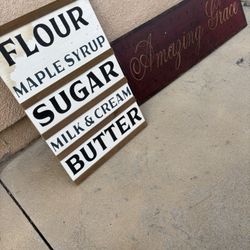 FLOUR
MAPLE SYRUP
SUGAR
MILK & CREAM
BUTTER
Amazing Grace